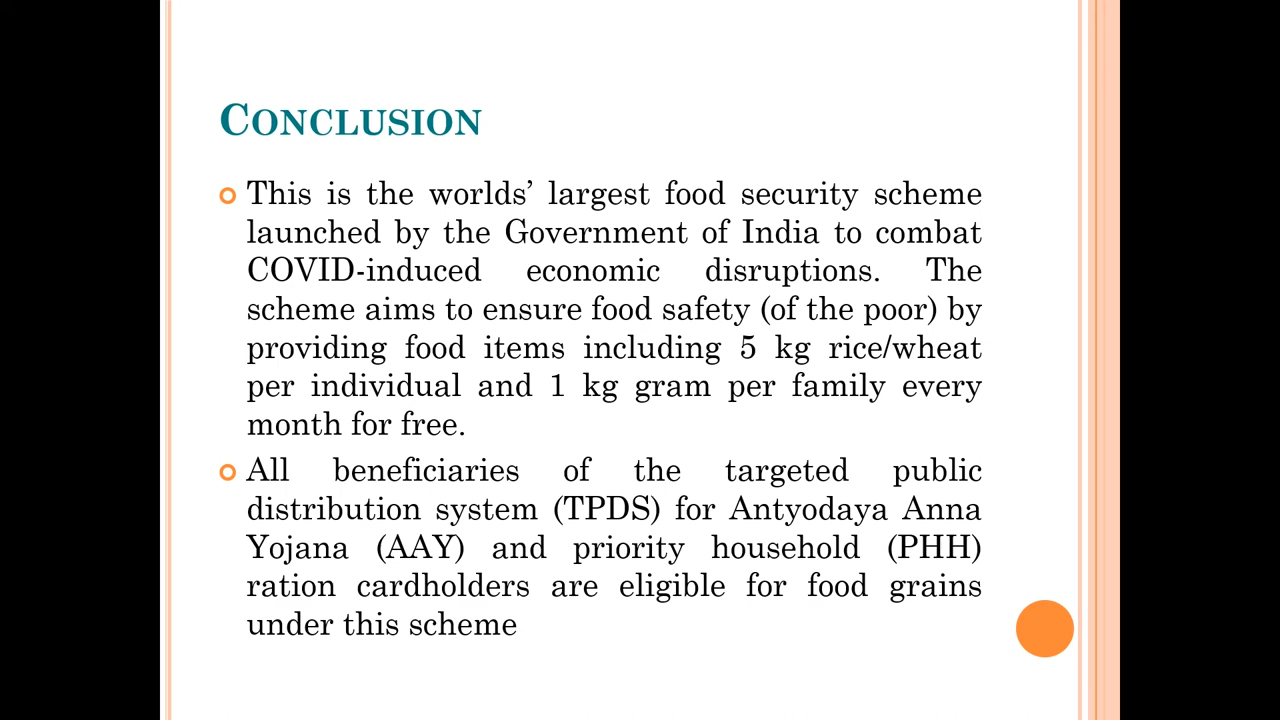 CONCLUSION
This is the worlds’ largest food security scheme
launched by the Government of India to combat
COVID-induced economic disruptions. The
scheme aims to ensure food safety (of the poor) by
providing food items including 5 kg rice/wheat
per individual and 1 kg gram per family every
month for free.
All beneficiaries of the targeted public
distribution system (TPDS) for Antyodaya Anna
Yojana (AAY) and priority household (PHH)
ration cardholders are eligible for food grains
under this scheme